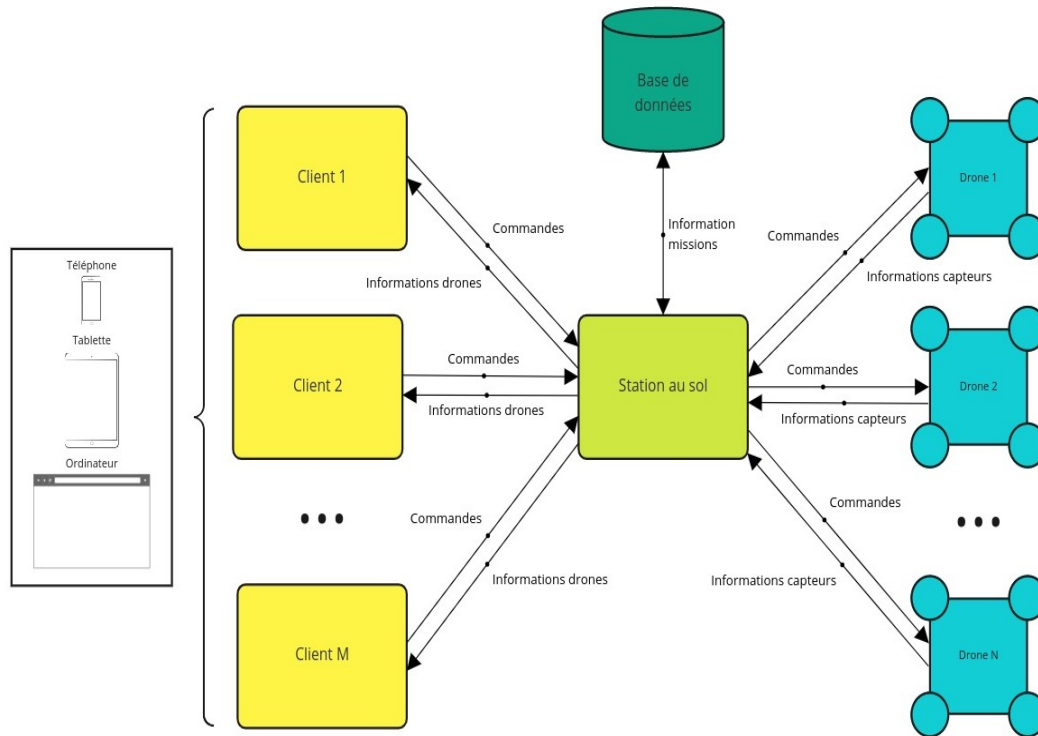 Base de
données
Client 1
Drone 1
Commandes
Informations drones
Information
missions
Commandes
Informations capteurs
Téléphone
Tablette
Ordinateur
Client 2
Commandes
Informations drones
Station au sol
Commandes
Informations capteurs
Drone 2
...
Commandes
Informations drones
Commandes
Informations capteurs
...
Client M
Drone N